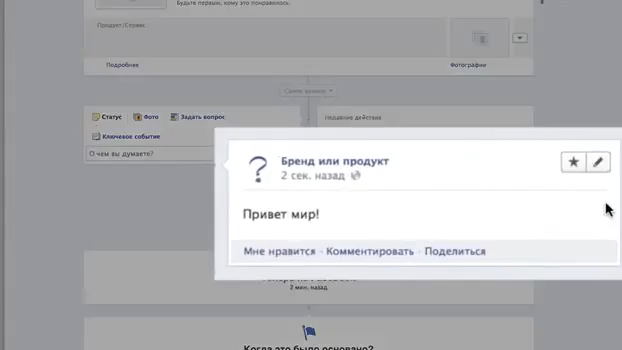 Будьте первым, кому это понравилось.
Продукт/Сервис
Подробнее
Фотографии
Самое важное
Статус Фото Задать вопрос
Недавние действия
Ключевое событие
О чем вы думаете?
Бренд или продукт
2 сек. назад
Привет мир!
Мне нравится · Комментировать · Поделиться
2 мин. назад
Когда это было основано?